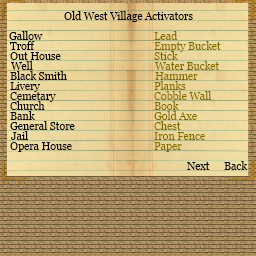 Old West Village Activators
Gallow Lead
Troff Empty Bucket
Out House Stick
Well Water Bucket
Black Smith Hammer
Livery Planks
Cemetary Cobble Wall
Church Book
Bank Gold Axe
General Store Chest
Jail Iron Fence
Opera House Paper
Next Back